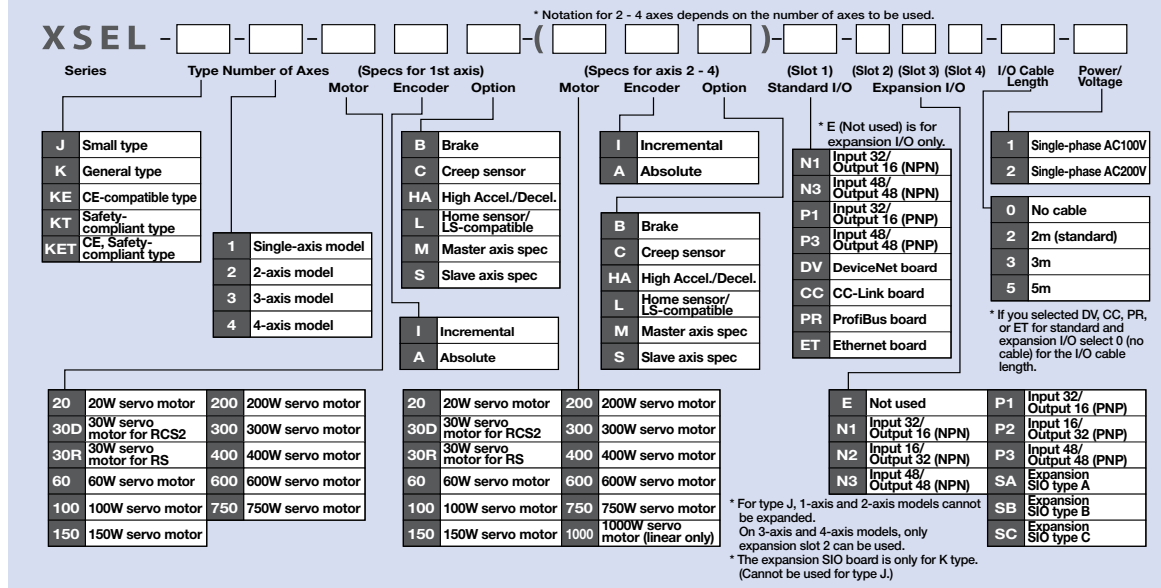 * Notation for 2 - 4 axes depends on the number of axes to be used.
XSEL - - - -( )- - - -
Series
Type
Number of Axes
(Specs for 1st axis)
Motor Encoder Option
(Specs for axis 2 - 4)
Motor Encoder Option
(Slot 1)
Standard I/O
(Slot 2) (Slot 3) (Slot 4)
Expansion I/O
I/O Cable
Length
Power/
Voltage
J Small type
K General type
KE CE-compatible type
KT Safety-
compliant type
KET CE, Safety-
compliant type
1 Single-axis model
2 2-axis model
3 3-axis model
4 4-axis model
B Brake
C Creep sensor
HA High Accel./Decel.
L Home sensor/
LS-compatible
M Master axis spec
S Slave axis spec
I Incremental
A Absolute
I Incremental
A Absolute
B Brake
C Creep sensor
HA High Accel./Decel.
L Home sensor/
LS-compatible
M Master axis spec
S Slave axis spec
* E (Not used) is for
expansion I/O only.
N1 Input 32/
Output 16 (NPN)
N3 Input 48/
Output 48 (NPN)
P1 Input 32/
Output 16 (PNP)
P3 Input 48/
Output 48 (PNP)
DV DeviceNet board
CC CC-Link board
PR ProfiBus board
ET Ethernet board
1 Single-phase AC100V
2 Single-phase AC200V
0 No cable
2 2m (standard)
3 3m
5 5m
* If you selected DV, CC, PR,
or ET for standard and
expansion I/O select 0 (no
cable) for the I/O cable
length.
20 20W servo motor 200 200W servo motor
30D 30W servo
motor for RCS2 300 300W servo motor
30R 30W servo
motor for RS 400 400W servo motor
60 60W servo motor 600 600W servo motor
100 100W servo motor 750 750W servo motor
150 150W servo motor
20 20W servo motor 200 200W servo motor
30D 30W servo
motor for RCS2 300 300W servo motor
30R 30W servo
motor for RS 400 400W servo motor
60 60W servo motor 600 600W servo motor
100 100W servo motor 750 750W servo motor
150 150W servo motor 1000 1000W servo
motor (linear only)
E Not used
N1 Input 32/
Output 16 (NPN)
N2 Input 16/
Output 32 (NPN)
N3 Input 48/
Output 48 (NPN)
P1 Input 32/
Output 16 (PNP)
P2 Input 16/
Output 32 (PNP)
P3 Input 48/
Output 48 (PNP)
SA Expansion
SIO type A
SB Expansion
SIO type B
SC Expansion
SIO type C
* For type J, 1-axis and 2-axis models cannot
be expanded.
On 3-axis and 4-axis models, only
expansion slot 2 can be used.
* The expansion SIO board is only for K type.
(Cannot be used for type J.)